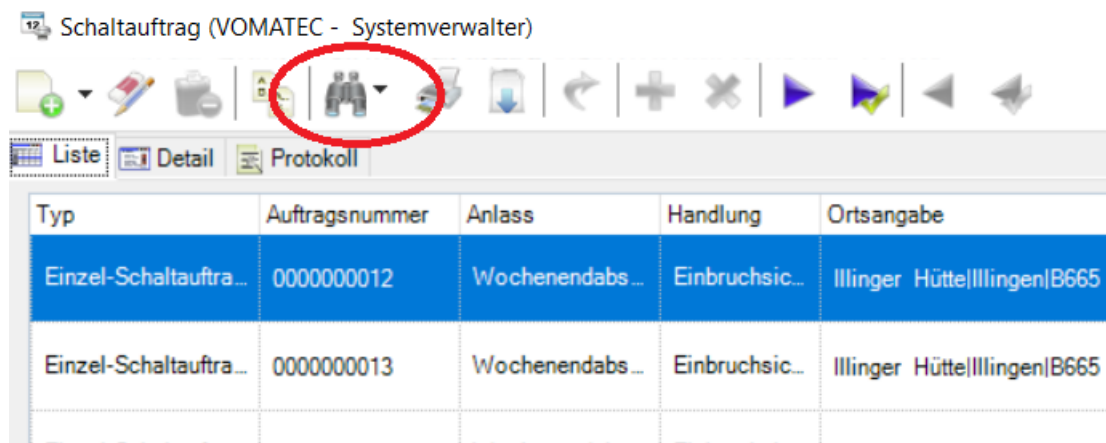 12 Schaltauftrag (VOMATEC - Systemverwalter)
Liste Detail Protokoll
Typ Auftragsnummer Anlass Handlung Ortsangabe
Einzel-Schaltauftra... 0000000012 Wochenendabs... Einbruchsic... Illinger Hütte|Illingen|B665
Einzel-Schaltauftra... 0000000013 Wochenendabs... Einbruchsic... Illinger Hütte|Illingen|B665